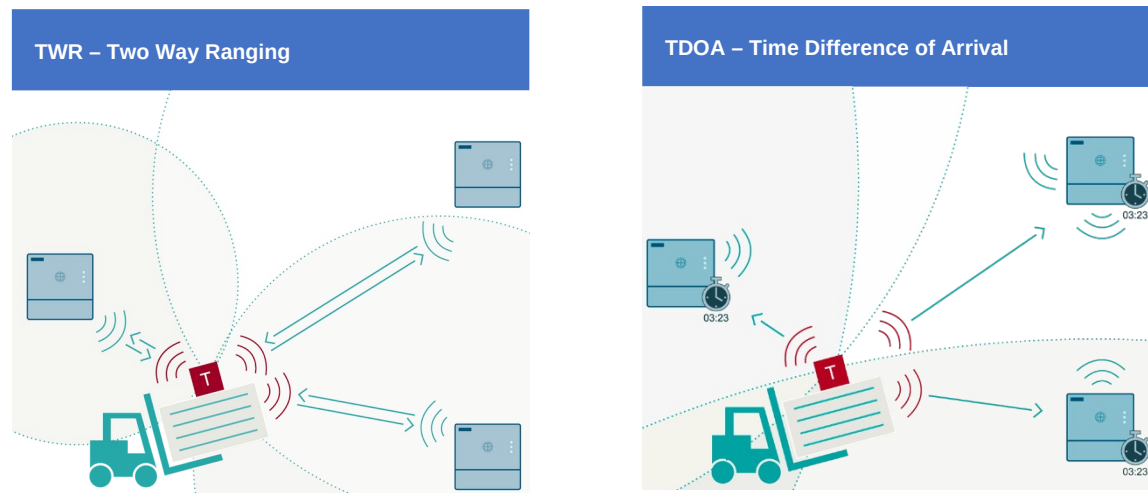 TWR – Two Way Ranging
TDOA – Time Difference of Arrival
03:23
03:23
T
T
03:23